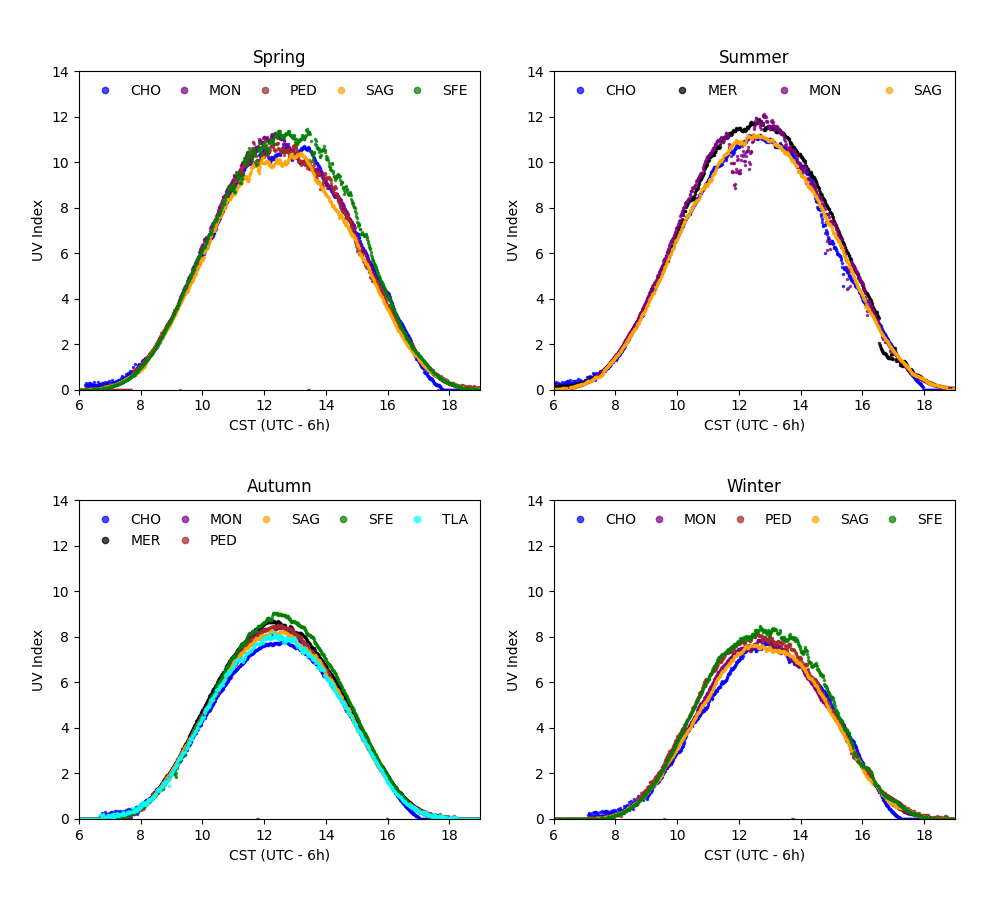 Spring
14
12
10
8
6
4
2
0
UV Index
CHO MON PED SAG SFE
6 8 10 12 14 16 18
CST (UTC - 6h)
Summer
14
12
10
8
6
4
2
0
UV Index
CHO MER MON SAG
6 8 10 12 14 16 18
CST (UTC - 6h)
Autumn
14
12
10
8
6
4
2
0
UV Index
CHO MON SAG SFE TLA
MER PED
6 8 10 12 14 16 18
CST (UTC - 6h)
Winter
14
12
10
8
6
4
2
0
UV Index
CHO MON PED SAG SFE
6 8 10 12 14 16 18
CST (UTC - 6h)